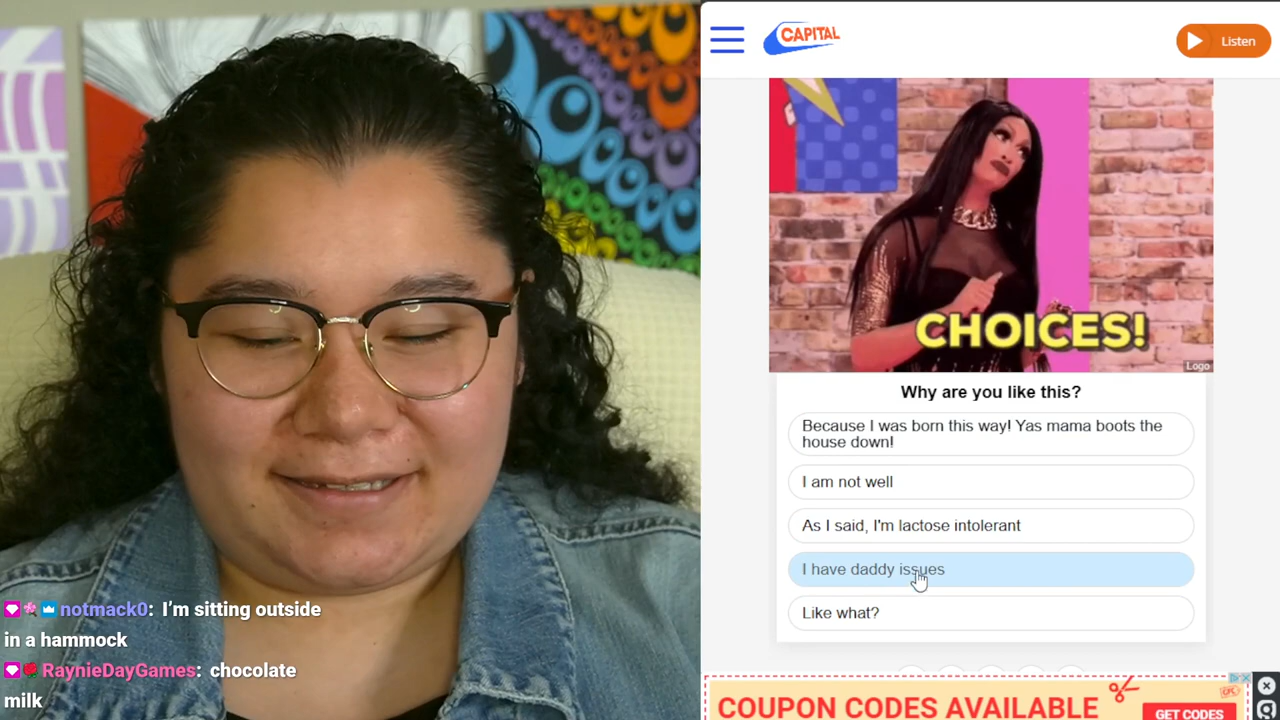 CAPITAL
Listen
CHOICES!
Logo
Why are you like this?
Because I was born this way! Yas mama boots the
house down!
I am not well
As I said, I'm lactose intolerant
I have daddy issues
Like what?
notmack0: I’m sitting outside
in a hammock
RaynieDayGames: chocolate
milk
COUPON CODES AVAILABLE
GET CODES